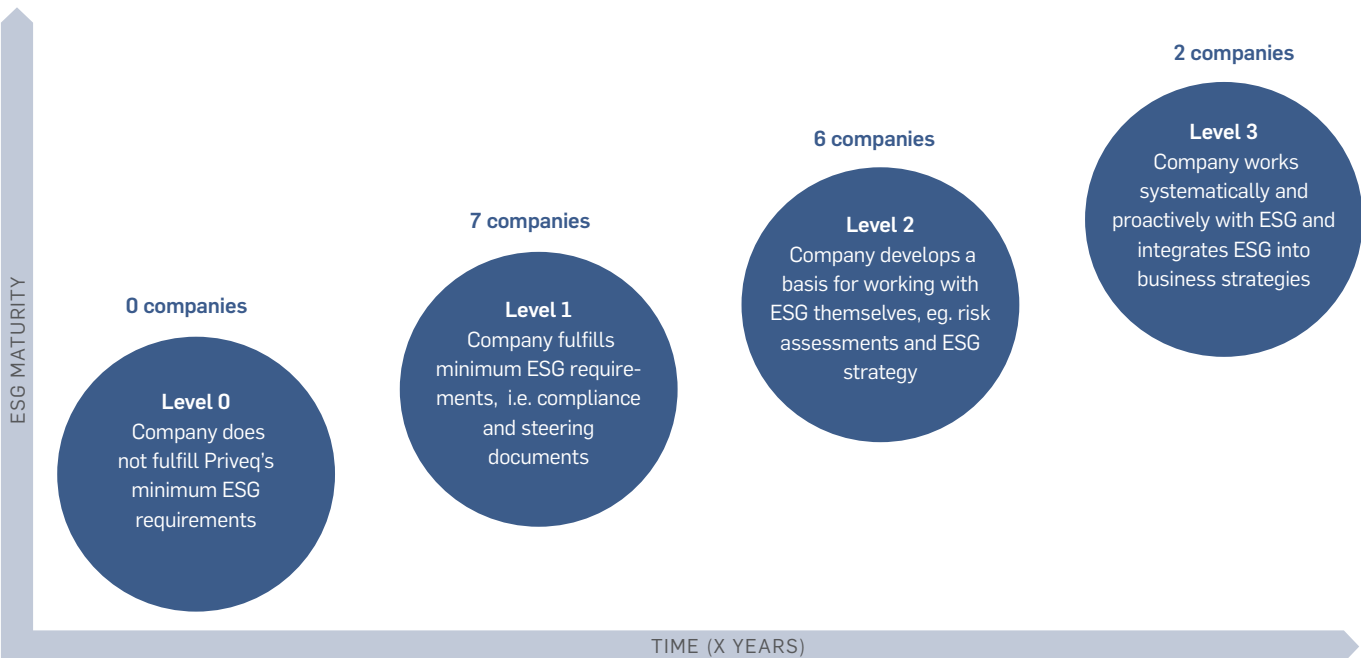 2 companies
Level 3
Company works
systematically and
proactively with ESG and
integrates ESG into
business strategies
6 companies
Level 2
Company develops a
basis for working with
ESG themselves, eg. risk
assessments and ESG
strategy
7 companies
Level 1
Company fulfills
minimum ESG require-
ments, i.e. compliance
and steering
documents
0 companies
Level 0
Company does
not fulfill Priveq's
minimum ESG
requirements
ESG MATURITY
TIME (X YEARS)